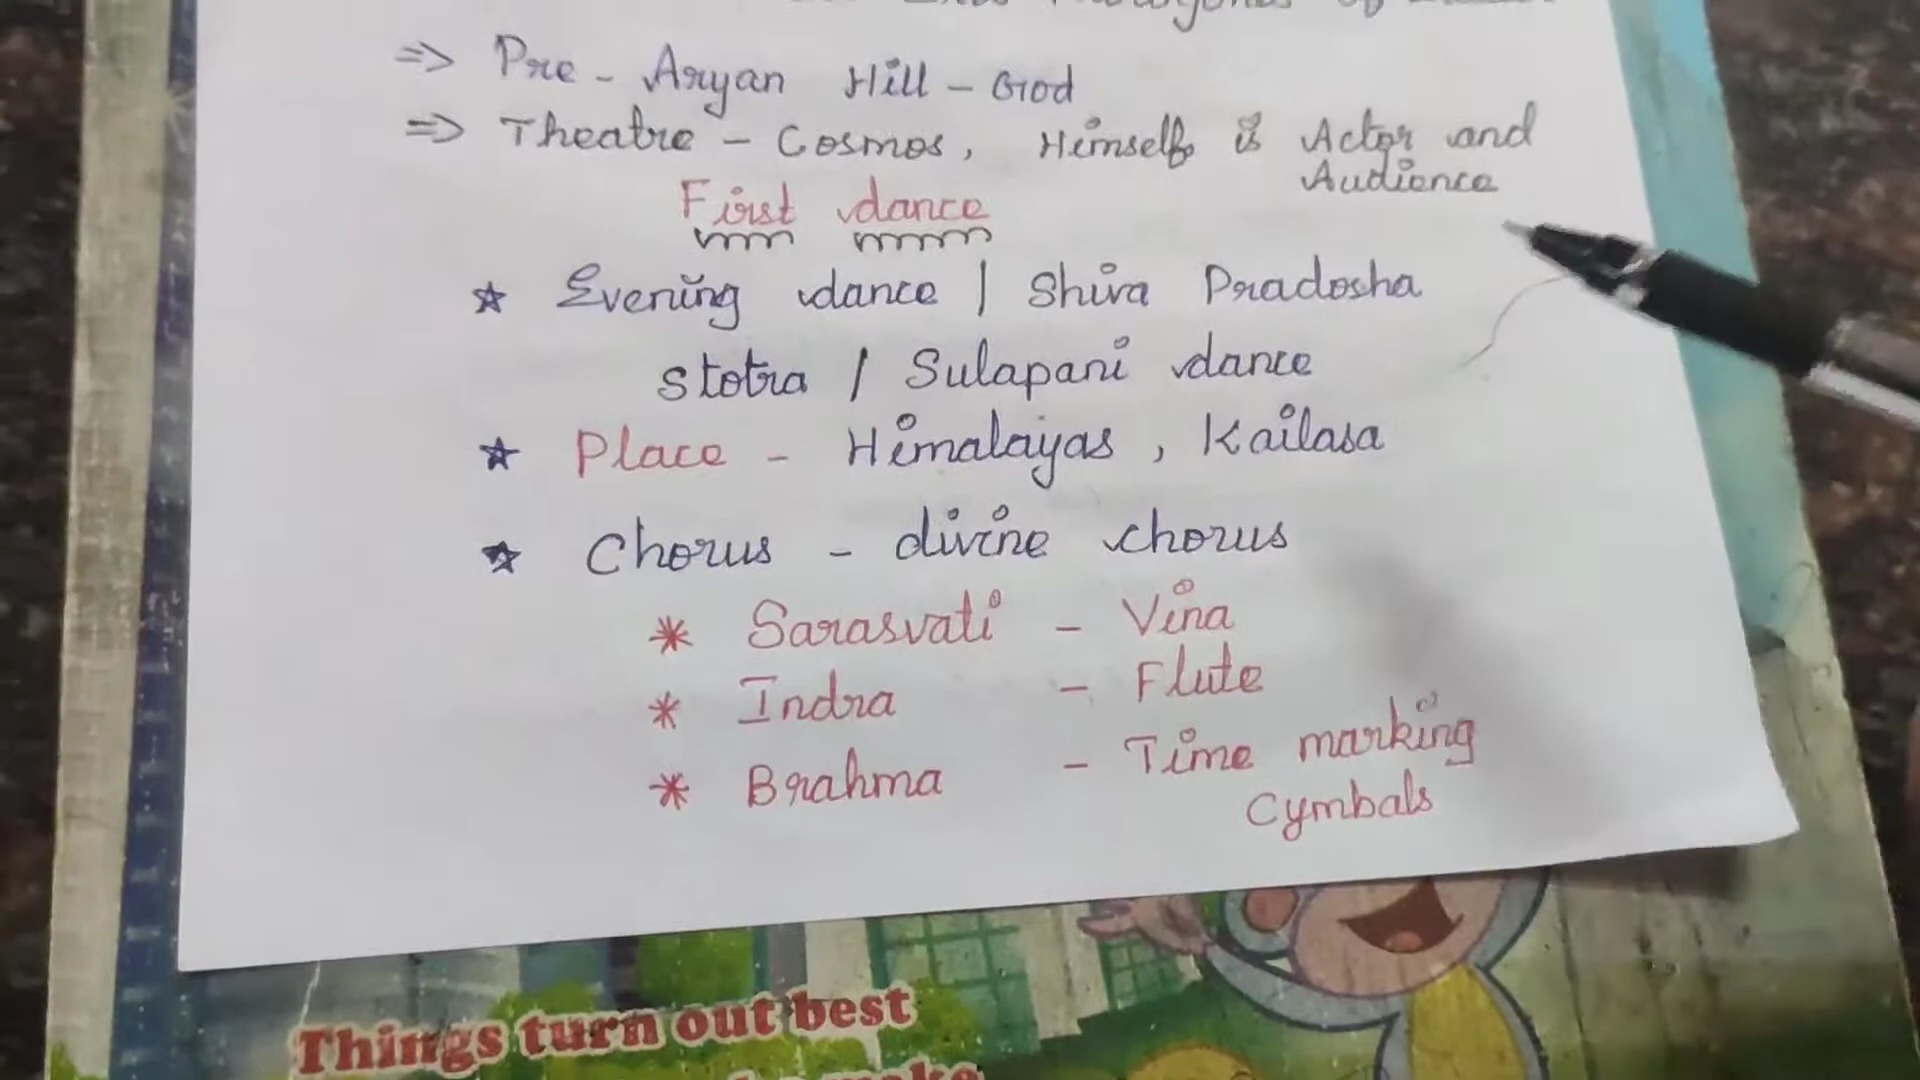 ⇒ Pre - Aryan Hill - God
⇒ Theatre - Cosmos, Himself is Actor and
Audience
First dance
☆ Evening dance / Shiva Pradosha
Stotra / Sulapani dance
☆ Place - Himalayas, Kailasa
☆ Chorus - divine chorus
* Sarasvati - Vina
* Indra - Flute
* Brahma - Time marking
Cymbals
Things turn out best
make